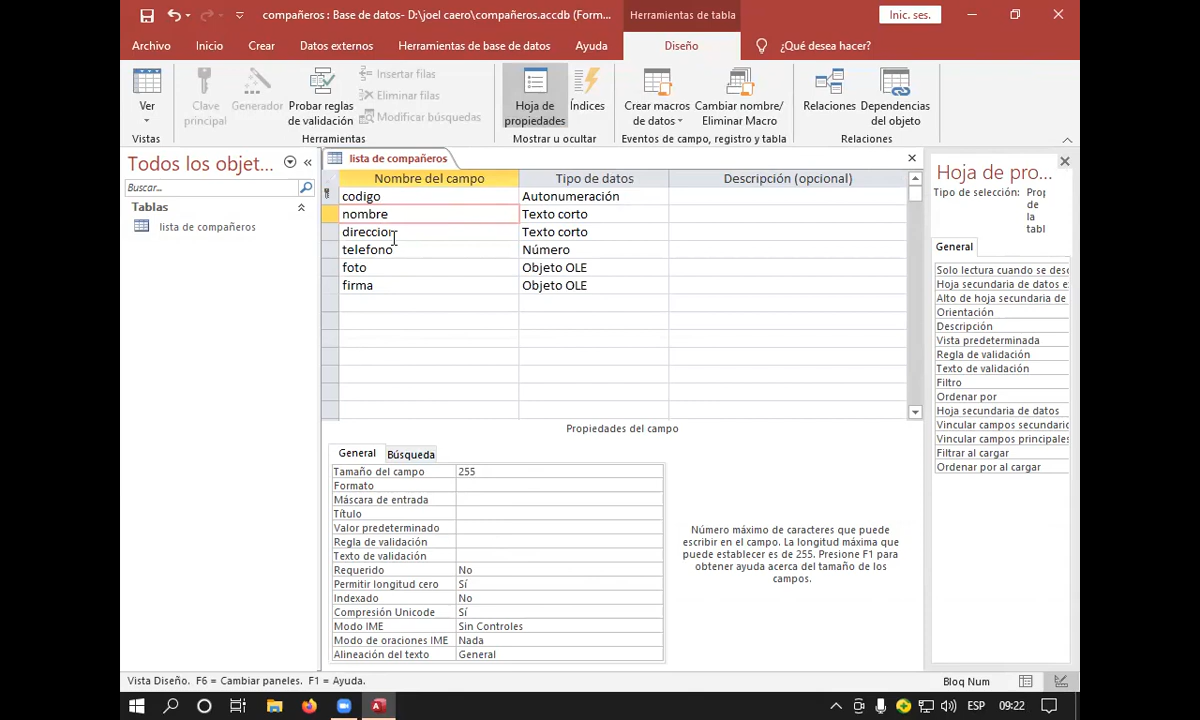 compañeros : Base de datos- D:\joel caero\compañeros.accdb (Form...
Herramientas de tabla
Inic. ses.
Archivo
Inicio
Crear
Datos externos
Herramientas de base de datos
Ayuda
Diseño
¿Qué desea hacer?
Ver
Clave principal
Generador
Probar reglas de validación
Insertar filas
Eliminar filas
Modificar búsquedas
Hoja de propiedades
Índices
Crear macros de datos
Cambiar nombre/ Eliminar Macro
Relaciones
Dependencias del objeto
Vistas
Herramientas
Mostrar u ocultar
Eventos de campo, registro y tabla
Relaciones
Todos los objet...
Buscar...
Tablas
lista de compañeros
lista de compañeros
Nombre del campo Tipo de datos Descripción (opcional)
codigo Autonumeración
nombre Texto corto
direccion Texto corto
telefono Número
foto Objeto OLE
firma Objeto OLE
Propiedades del campo
General Búsqueda
Tamaño del campo 255
Formato
Máscara de entrada
Título
Valor predeterminado
Regla de validación
Texto de validación
Requerido No
Permitir longitud cero Sí
Indexado No
Compresión Unicode Sí
Modo IME Sin Controles
Modo de oraciones IME Nada
Alineación del texto General
Número máximo de caracteres que puede
escribir en el campo. La longitud máxima que
puede establecer es de 255. Presione F1 para
obtener ayuda acerca del tamaño de los
campos.
Hoja de pro...
Tipo de selección: Prop
de
la
tabl
General
Solo lectura cuando se desc
Hoja secundaria de datos e
Alto de hoja secundaria de
Orientación
Descripción
Vista predeterminada
Regla de validación
Texto de validación
Filtro
Ordenar por
Hoja secundaria de datos
Vincular campos secundario
Vincular campos principales
Filtrar al cargar
Ordenar por al cargar
Vista Diseño. F6 = Cambiar paneles. F1 = Ayuda.
Bloq Num
ESP
09:22